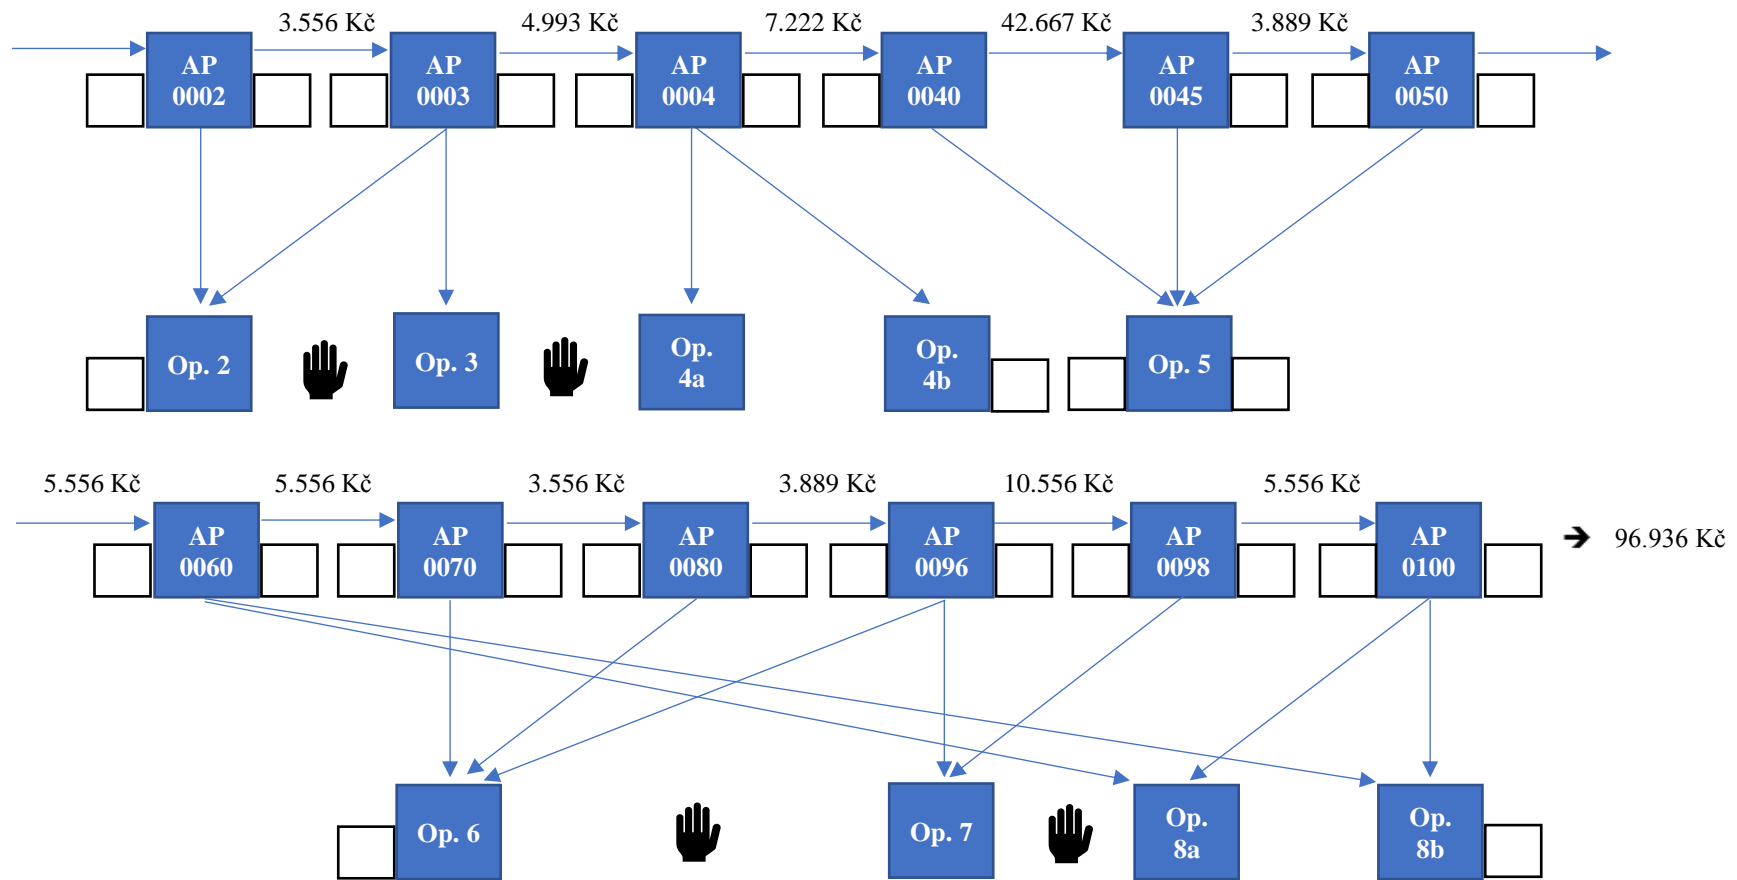 3.556 Kč 4.993 Kč 7.222 Kč 42.667 Kč 3.889 Kč
AP AP AP AP AP AP
0002 0003 0004 0040 0045 0050
Op. 2 Op. 3 Op. 4a Op. 4b Op. 5
5.556 Kč 5.556 Kč 3.556 Kč 3.889 Kč 10.556 Kč 5.556 Kč
AP AP AP AP AP AP
0060 0070 0080 0096 0098 0100
96.936 Kč
Op. 6 Op. 7 Op. 8a Op. 8b